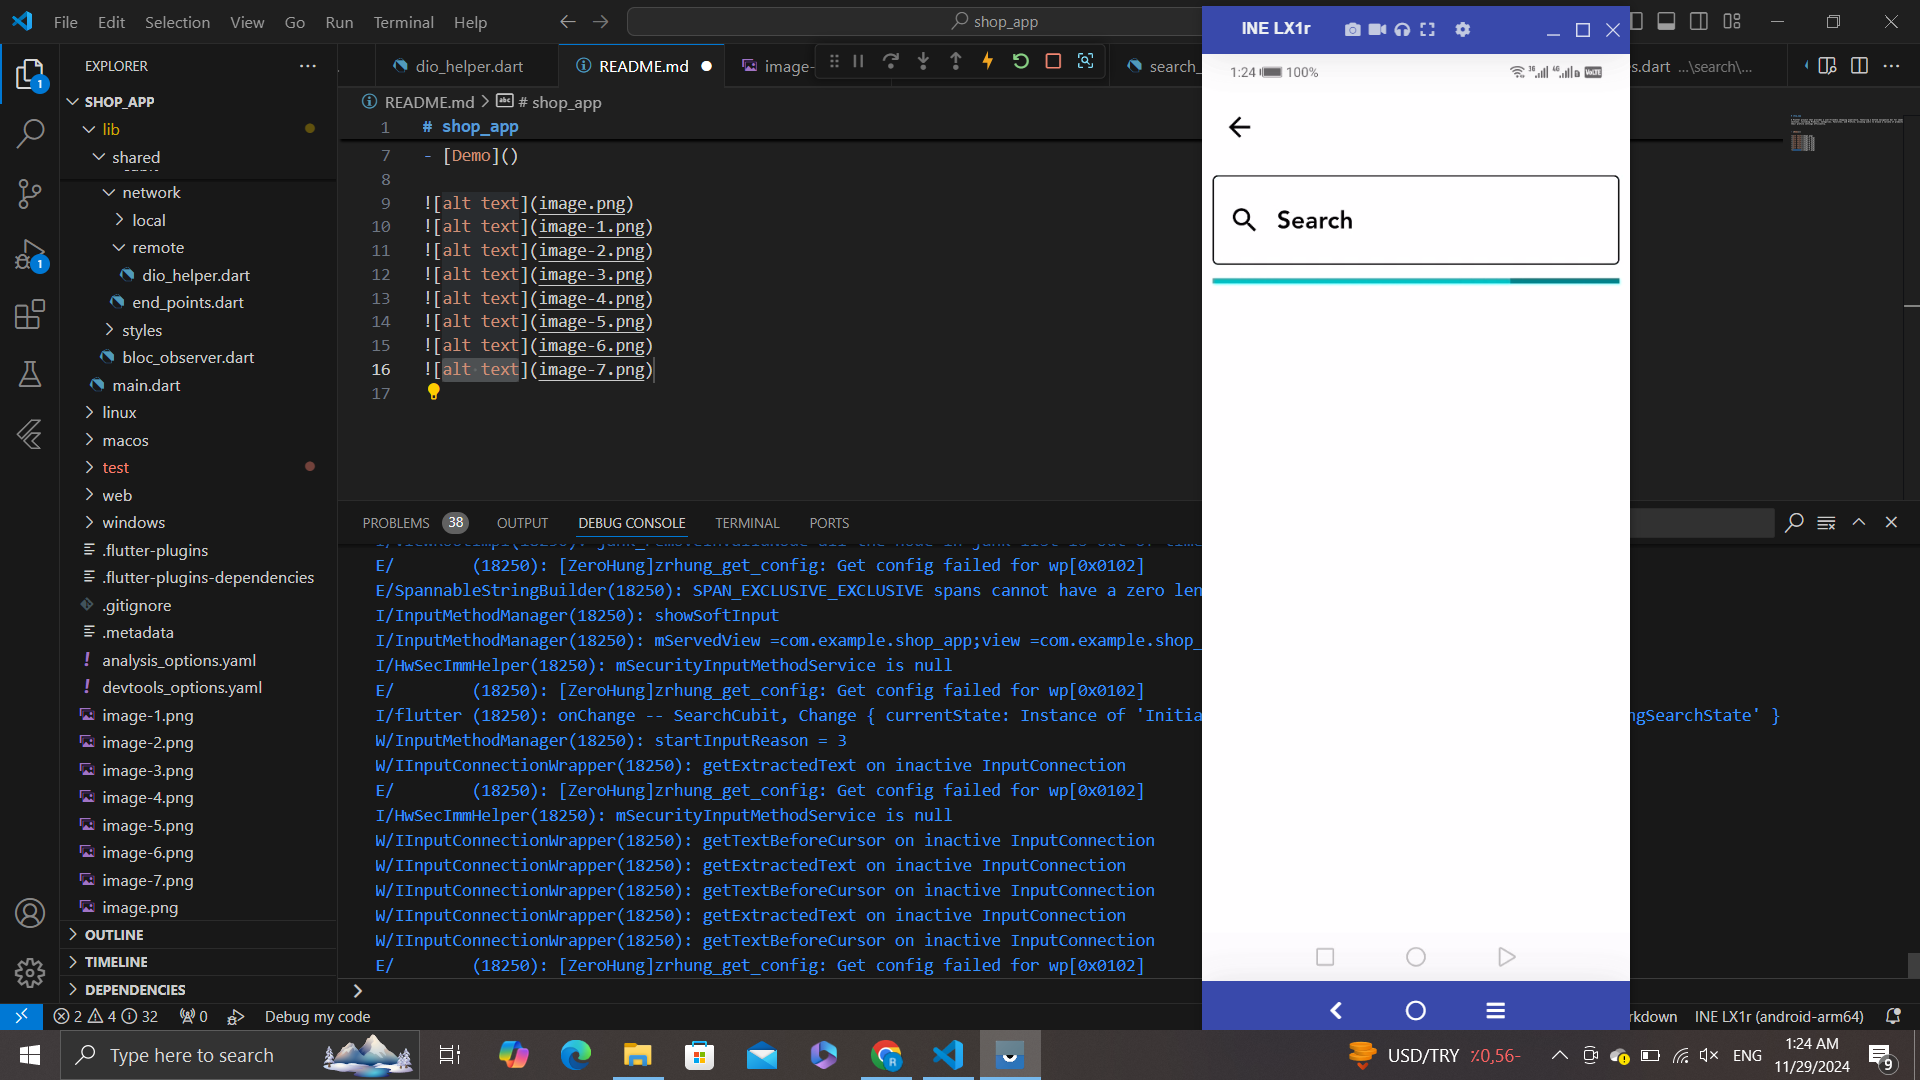 File Edit Selection View Go Run Terminal Help
shop_app
EXPLORER
SHOP_APP
lib
shared
network
local
remote
dio_helper.dart
end_points.dart
styles
bloc_observer.dart
main.dart
linux
macos
test
web
windows
.flutter-plugins
.flutter-plugins-dependencies
.gitignore
.metadata
analysis_options.yaml
devtools_options.yaml
image-1.png
image-2.png
image-3.png
image-4.png
image-5.png
image-6.png
image-7.png
image.png
OUTLINE
TIMELINE
DEPENDENCIES
dio_helper.dart README.md image- search_ s.dart ...\search\...
README.md > # shop_app
1 # shop_app
7 - [Demo]()
8
9 ![alt text](image.png)
10 ![alt text](image-1.png)
11 ![alt text](image-2.png)
12 ![alt text](image-3.png)
13 ![alt text](image-4.png)
14 ![alt text](image-5.png)
15 ![alt text](image-6.png)
16 ![alt text](image-7.png)
17
PROBLEMS 38 OUTPUT DEBUG CONSOLE TERMINAL PORTS
E/ (18250): [ZeroHung]zrhung_get_config: Get config failed for wp[0x0102]
E/SpannableStringBuilder(18250): SPAN_EXCLUSIVE_EXCLUSIVE spans cannot have a zero len
I/InputMethodManager(18250): showSoftInput
I/InputMethodManager(18250): mServedView =com.example.shop_app;view =com.example.shop_
I/HwSecImmHelper(18250): mSecurityInputMethodService is null
E/ (18250): [ZeroHung]zrhung_get_config: Get config failed for wp[0x0102]
I/flutter (18250): onChange -- SearchCubit, Change { currentState: Instance of 'Initia ngSearchState' }
W/InputMethodManager(18250): startInputReason = 3
W/IInputConnectionWrapper(18250): getExtractedText on inactive InputConnection
E/ (18250): [ZeroHung]zrhung_get_config: Get config failed for wp[0x0102]
I/HwSecImmHelper(18250): mSecurityInputMethodService is null
W/IInputConnectionWrapper(18250): getTextBeforeCursor on inactive InputConnection
W/IInputConnectionWrapper(18250): getExtractedText on inactive InputConnection
W/IInputConnectionWrapper(18250): getTextBeforeCursor on inactive InputConnection
W/IInputConnectionWrapper(18250): getExtractedText on inactive InputConnection
W/IInputConnectionWrapper(18250): getTextBeforeCursor on inactive InputConnection
E/ (18250): [ZeroHung]zrhung_get_config: Get config failed for wp[0x0102]
INE LX1r
1:24 100%
Search
2 4 32 0 Debug my code rkdown INE LX1r (android-arm64)
Type here to search
USD/TRY ٪0,56- ENG 1:24 AM
11/29/2024 9